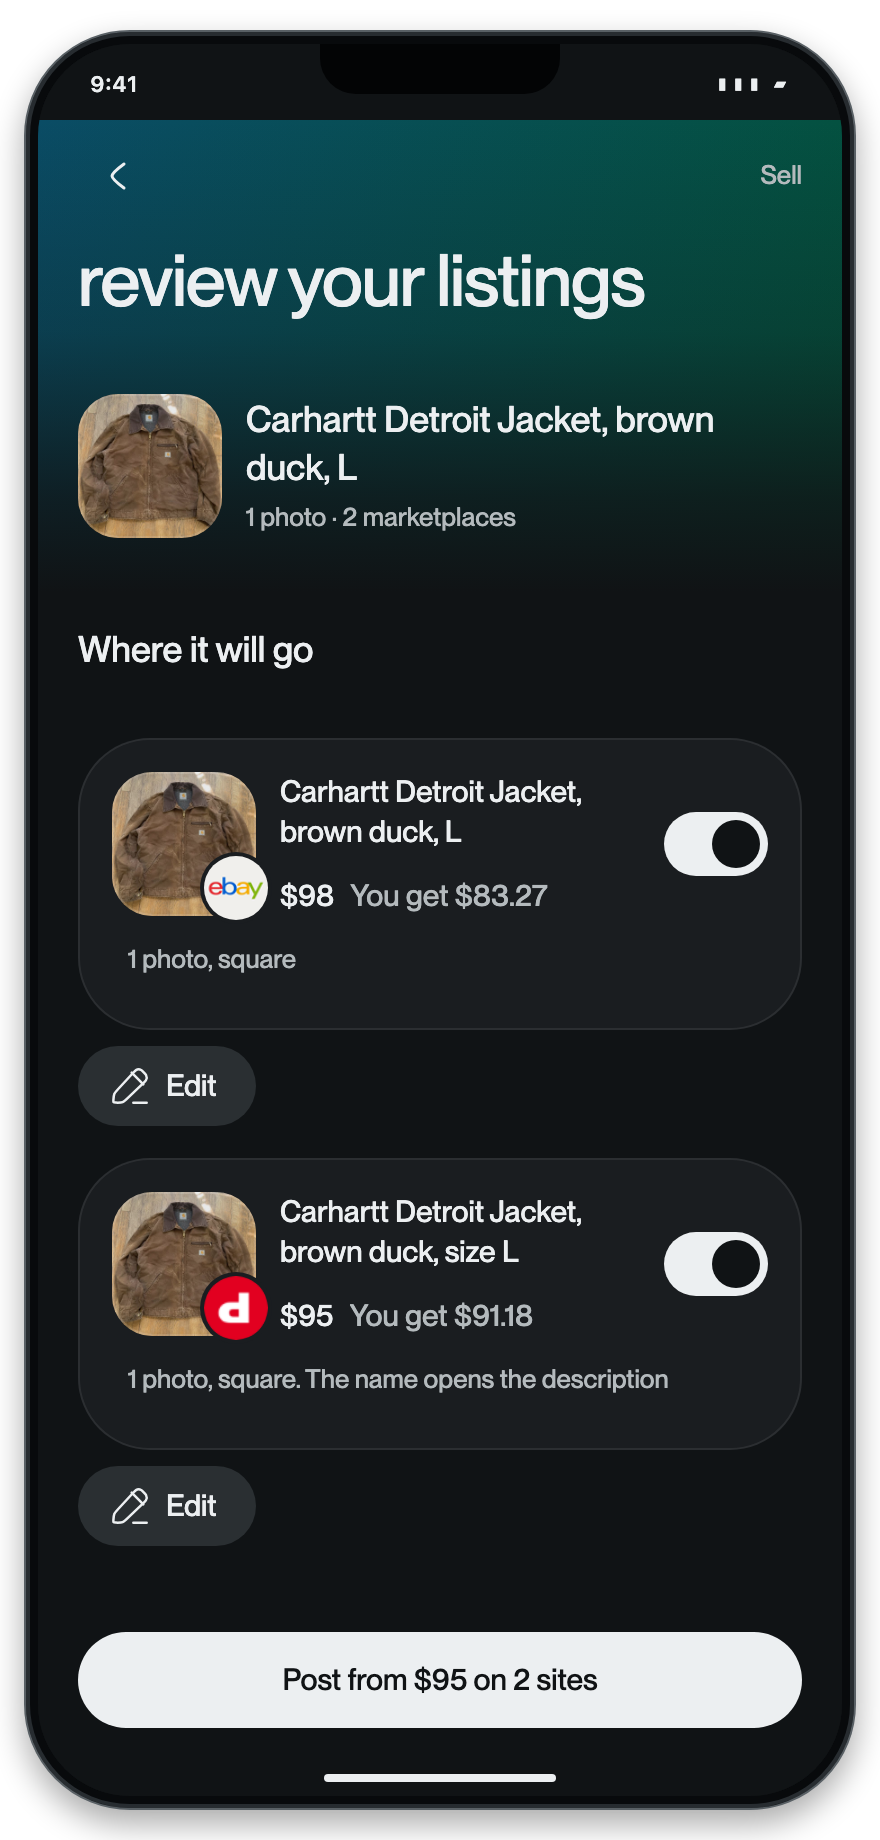 9:41
Sell
review your listings
Carhartt Detroit Jacket, brown
duck, L
1 photo · 2 marketplaces
Where it will go
Carhartt Detroit Jacket,
brown duck, L
ebay
$98 You get $83.27
1 photo, square
Edit
Carhartt Detroit Jacket,
brown duck, size L
d
$95 You get $91.18
1 photo, square. The name opens the description
Edit
Post from $95 on 2 sites